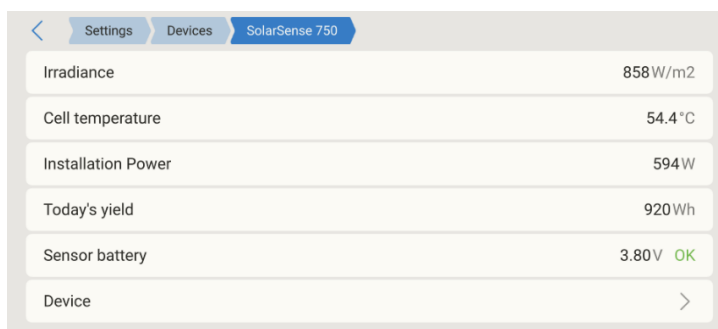 Settings Devices SolarSense 750
Irradiance 858W/m2
Cell temperature 54.4°C
Installation Power 594W
Today's yield 920Wh
Sensor battery 3.80V OK
Device